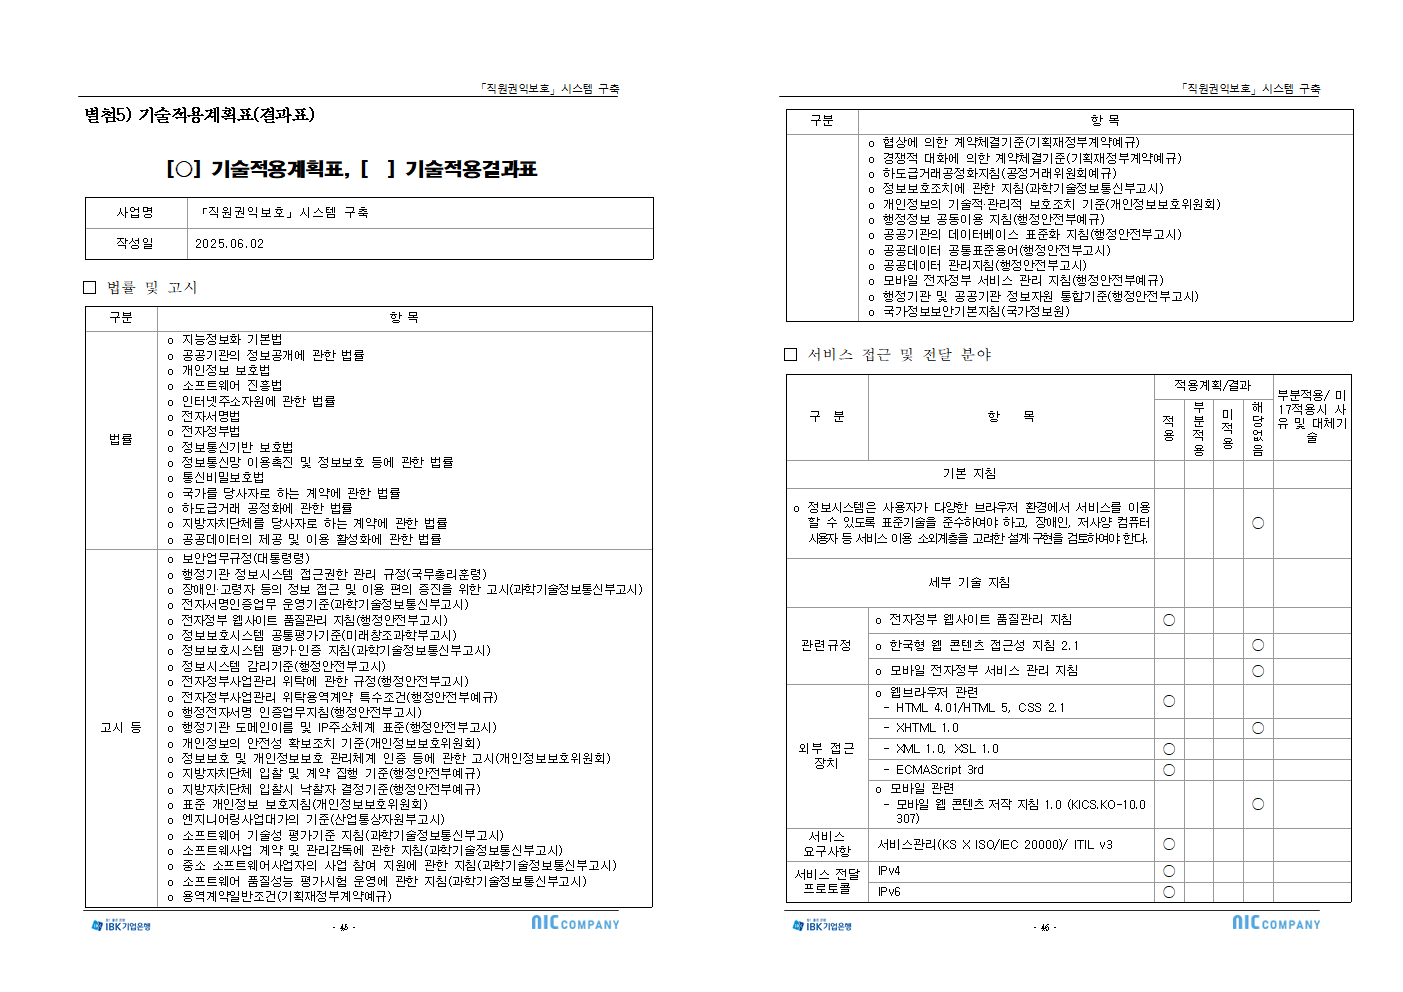 「직원권익보호」시스템 구축
별첨5) 기술적용계획표(결과표)
[○] 기술적용계획표, [  ] 기술적용결과표
사업명 「직원권익보호」시스템 구축
작성일 2025.06.02
□ 법률 및 고시
구분 항 목
법률
o 지능정보화 기본법
o 공공기관의 정보공개에 관한 법률
o 개인정보 보호법
o 소프트웨어 진흥법
o 인터넷주소자원에 관한 법률
o 전자서명법
o 전자정부법
o 정보통신기반 보호법
o 정보통신망 이용촉진 및 정보보호 등에 관한 법률
o 통신비밀보호법
o 국가를 당사자로 하는 계약에 관한 법률
o 하도급거래 공정화에 관한 법률
o 지방자치단체를 당사자로 하는 계약에 관한 법률
o 공공데이터의 제공 및 이용 활성화에 관한 법률
고시 등
o 보안업무규정(대통령령)
o 행정기관 정보시스템 접근권한 관리 규정(국무총리훈령)
o 장애인·고령자 등의 정보 접근 및 이용 편의 증진을 위한 고시(과학기술정보통신부고시)
o 전자서명인증업무 운영기준(과학기술정보통신부고시)
o 전자정부 웹사이트 품질관리 지침(행정안전부고시)
o 정보보호시스템 공통평가기준(미래창조과학부고시)
o 정보보호시스템 평가·인증 지침(과학기술정보통신부고시)
o 정보시스템 감리기준(행정안전부고시)
o 전자정부사업관리 위탁에 관한 규정(행정안전부고시)
o 전자정부사업관리 위탁용역계약 특수조건(행정안전부예규)
o 행정전자서명 인증업무지침(행정안전부고시)
o 행정기관 도메인이름 및 IP주소체계 표준(행정안전부고시)
o 개인정보의 안전성 확보조치 기준(개인정보보호위원회)
o 정보보호 및 개인정보보호 관리체계 인증 등에 관한 고시(개인정보보호위원회)
o 지방자치단체 입찰 및 계약 집행 기준(행정안전부예규)
o 지방자치단체 입찰시 낙찰자 결정기준(행정안전부예규)
o 표준 개인정보 보호지침(개인정보보호위원회)
o 엔지니어링사업대가의 기준(산업통상자원부고시)
o 소프트웨어 기술성 평가기준 지침(과학기술정보통신부고시)
o 소프트웨사업 계약 및 관리감독에 관한 지침(과학기술정보통신부고시)
o 중소 소프트웨어사업자의 사업 참여 지원에 관한 지침(과학기술정보통신부고시)
o 소프트웨어 품질성능 평가시험 운영에 관한 지침(과학기술정보통신부고시)
o 용역계약일반조건(기획재정부계약예규)
IBK기업은행
- 45 -
NIC COMPANY
「직원권익보호」시스템 구축
구분 항 목
o 협상에 의한 계약체결기준(기획재정부계약예규)
o 경쟁적 대화에 의한 계약체결기준(기획재정부계약예규)
o 하도급거래공정화지침(공정거래위원회예규)
o 정보보호조치에 관한 지침(과학기술정보통신부고시)
o 개인정보의 기술적·관리적 보호조치 기준(개인정보보호위원회)
o 행정정보 공동이용 지침(행정안전부예규)
o 공공기관의 데이터베이스 표준화 지침(행정안전부고시)
o 공공데이터 공통표준용어(행정안전부고시)
o 공공데이터 관리지침(행정안전부고시)
o 모바일 전자정부 서비스 관리 지침(행정안전부예규)
o 행정기관 및 공공기관 정보자원 통합기준(행정안전부고시)
o 국가정보보안기본지침(국가정보원)
□ 서비스 접근 및 전달 분야
구 분 항 목 적용계획/결과 부분적용/ 미17적용시 사유 및 대체기술
적용 부분적용 미적용 해당없음
기본 지침
o 정보시스템은 사용자가 다양한 브라우저 환경에서 서비스를 이용
할 수 있도록 표준기술을 준수하여야 하고, 장애인, 저사양 컴퓨터 ○
사용자 등 서비스 이용 소외계층을 고려한 설계·구현을 검토하여야 한다.
세부 기술 지침
관련규정
o 전자정부 웹사이트 품질관리 지침 ○
o 한국형 웹 콘텐츠 접근성 지침 2.1 ○
o 모바일 전자정부 서비스 관리 지침 ○
외부 접근
장치
o 웹브라우저 관련
- HTML 4.01/HTML 5, CSS 2.1 ○
- XHTML 1.0 ○
- XML 1.0, XSL 1.0 ○
- ECMAScript 3rd ○
o 모바일 관련
- 모바일 웹 콘텐츠 저작 지침 1.0 (KICS.KO-10.0 ○
307)
서비스
요구사항
서비스관리(KS X ISO/IEC 20000)/ ITIL v3 ○
서비스 전달
프로토콜
IPv4 ○
IPv6 ○
IBK기업은행
- 46 -
NIC COMPANY